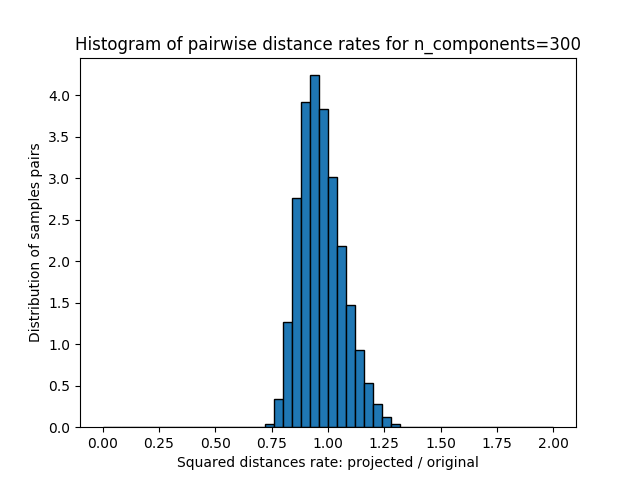 Histogram of pairwise distance rates for n_components=300
Distribution of samples pairs
4.0
3.5
3.0
2.5
2.0
1.5
1.0
0.5
0.0
0.00 0.25 0.50 0.75 1.00 1.25 1.50 1.75 2.00
Squared distances rate: projected / original